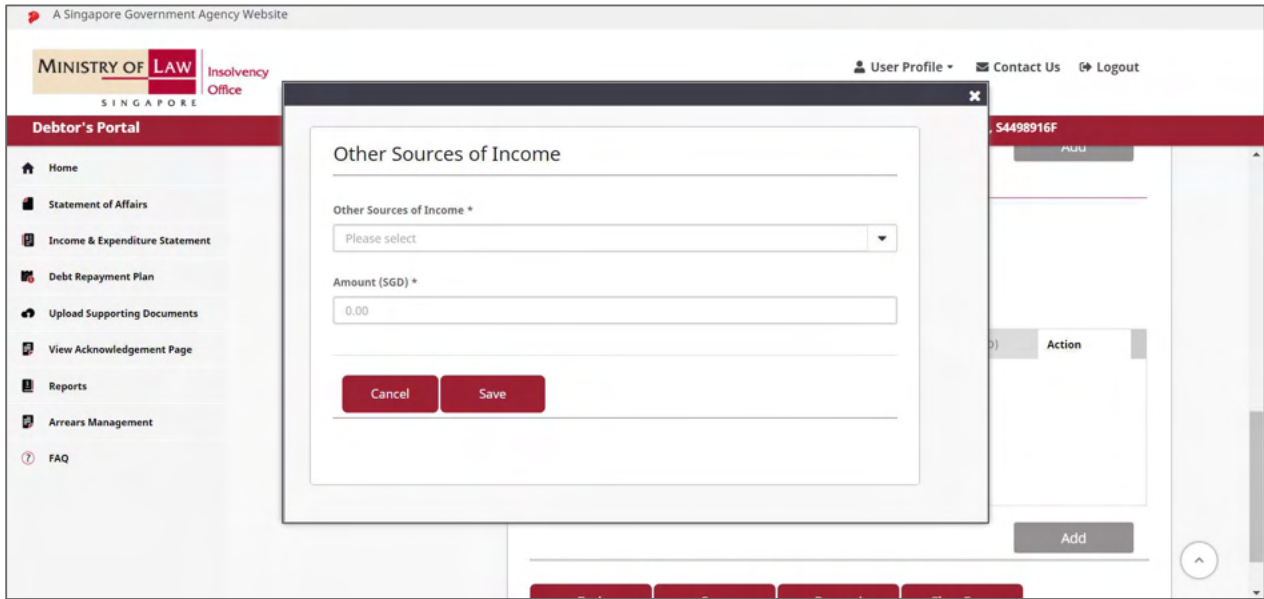 A Singapore Government Agency Website
MINISTRY OF LAW
SINGAPORE
Insolvency
Office
User Profile
Contact Us
Logout
Debtor's Portal
, S4498916F
Home
Statement of Affairs
Income & Expenditure Statement
Debt Repayment Plan
Upload Supporting Documents
View Acknowledgement Page
Reports
Arrears Management
? FAQ
Other Sources of Income
Other Sources of Income *
Please select
Amount (SGD) *
0.00
Cancel
Save
Add
Action
Add